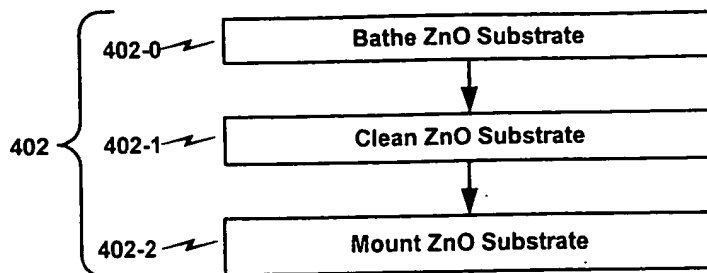 402-0
Bathe ZnO Substrate
402-1
Clean ZnO Substrate
402
402-2
Mount ZnO Substrate